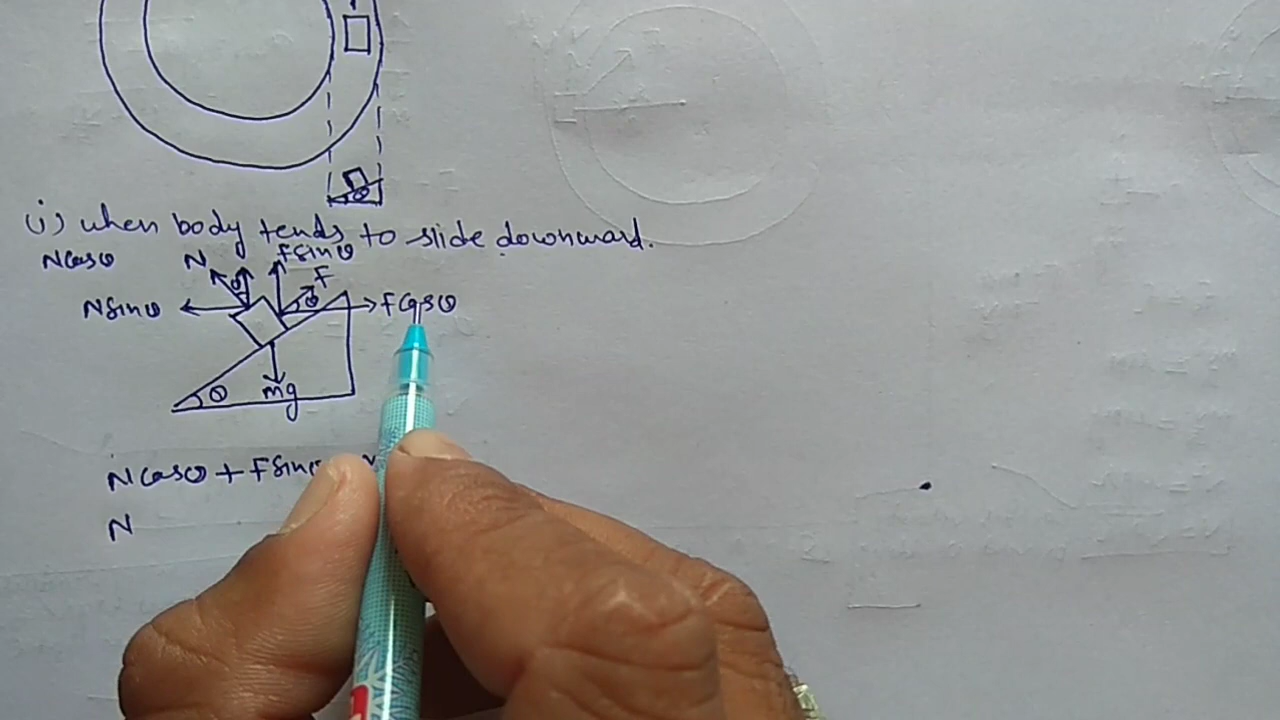 (i) when body tends to slide downward.
Ncosθ N Fsinθ
θ F
Nsinθ θ Fcosθ
θ mg
Ncosθ + Fsin
N